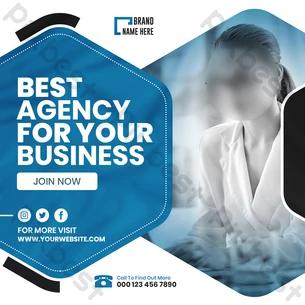 BRAND
NAME HERE
BEST
AGENCY
FOR YOUR
BUSINESS
JOIN NOW
FOR MORE VISIT
WWW.YOURWEBSITE.COM
Call To Find Out More
000 123 456 7890